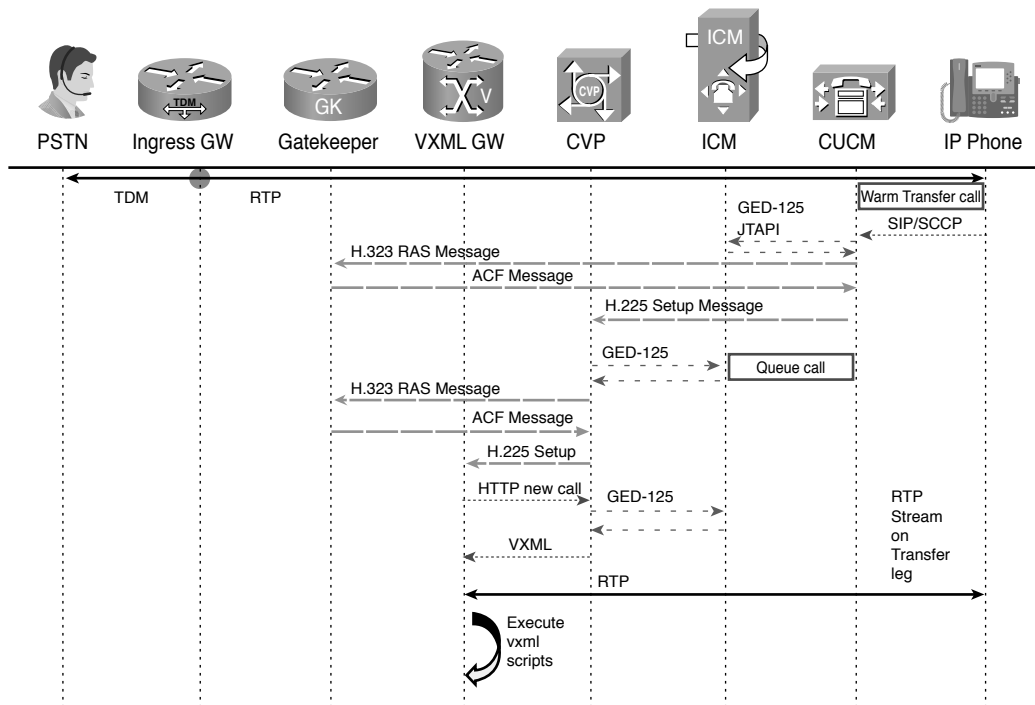 ICM
TDM
GK
V
CVP
PSTN
Ingress GW
Gatekeeper
VXML GW
CVP
ICM
CUCM
IP Phone
TDM
RTP
Warm Transfer call
GED-125
JTAPI
SIP/SCCP
H.323 RAS Message
ACF Message
H.225 Setup Message
GED-125
Queue call
H.323 RAS Message
ACF Message
H.225 Setup
HTTP new call
GED-125
RTP
Stream
on
Transfer
leg
VXML
RTP
Execute
vxml
scripts